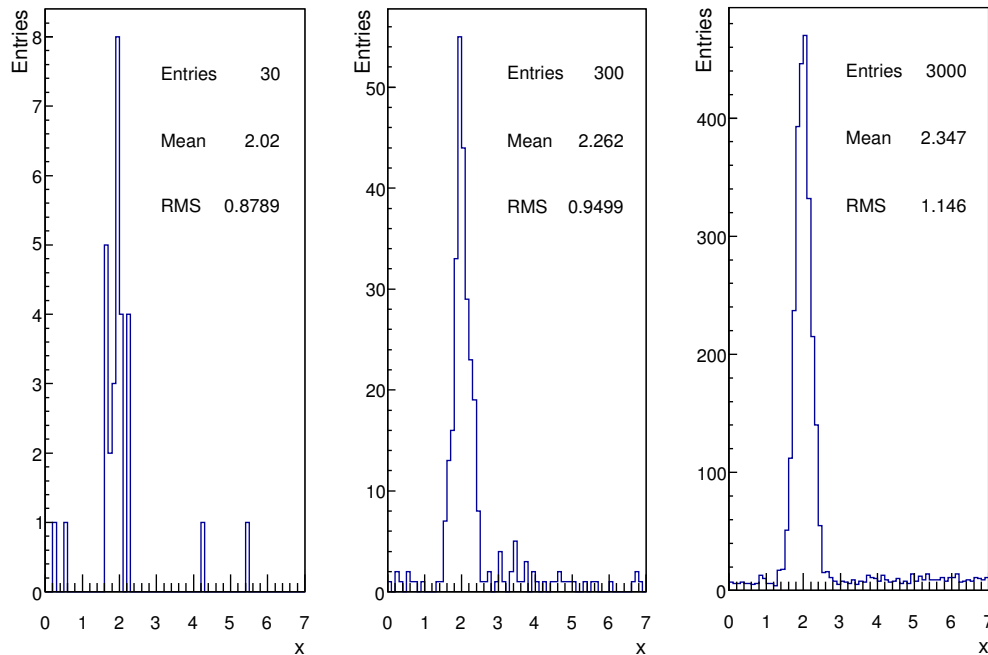 Entries
8
7
6
5
4
3
2
1
0
Entries 30
Mean 2.02
RMS 0.8789
0 1 2 3 4 5 6 7
x
Entries
50
40
30
20
10
0
Entries 300
Mean 2.262
RMS 0.9499
0 1 2 3 4 5 6 7
x
Entries
400
300
200
100
0
Entries 3000
Mean 2.347
RMS 1.146
0 1 2 3 4 5 6 7
x